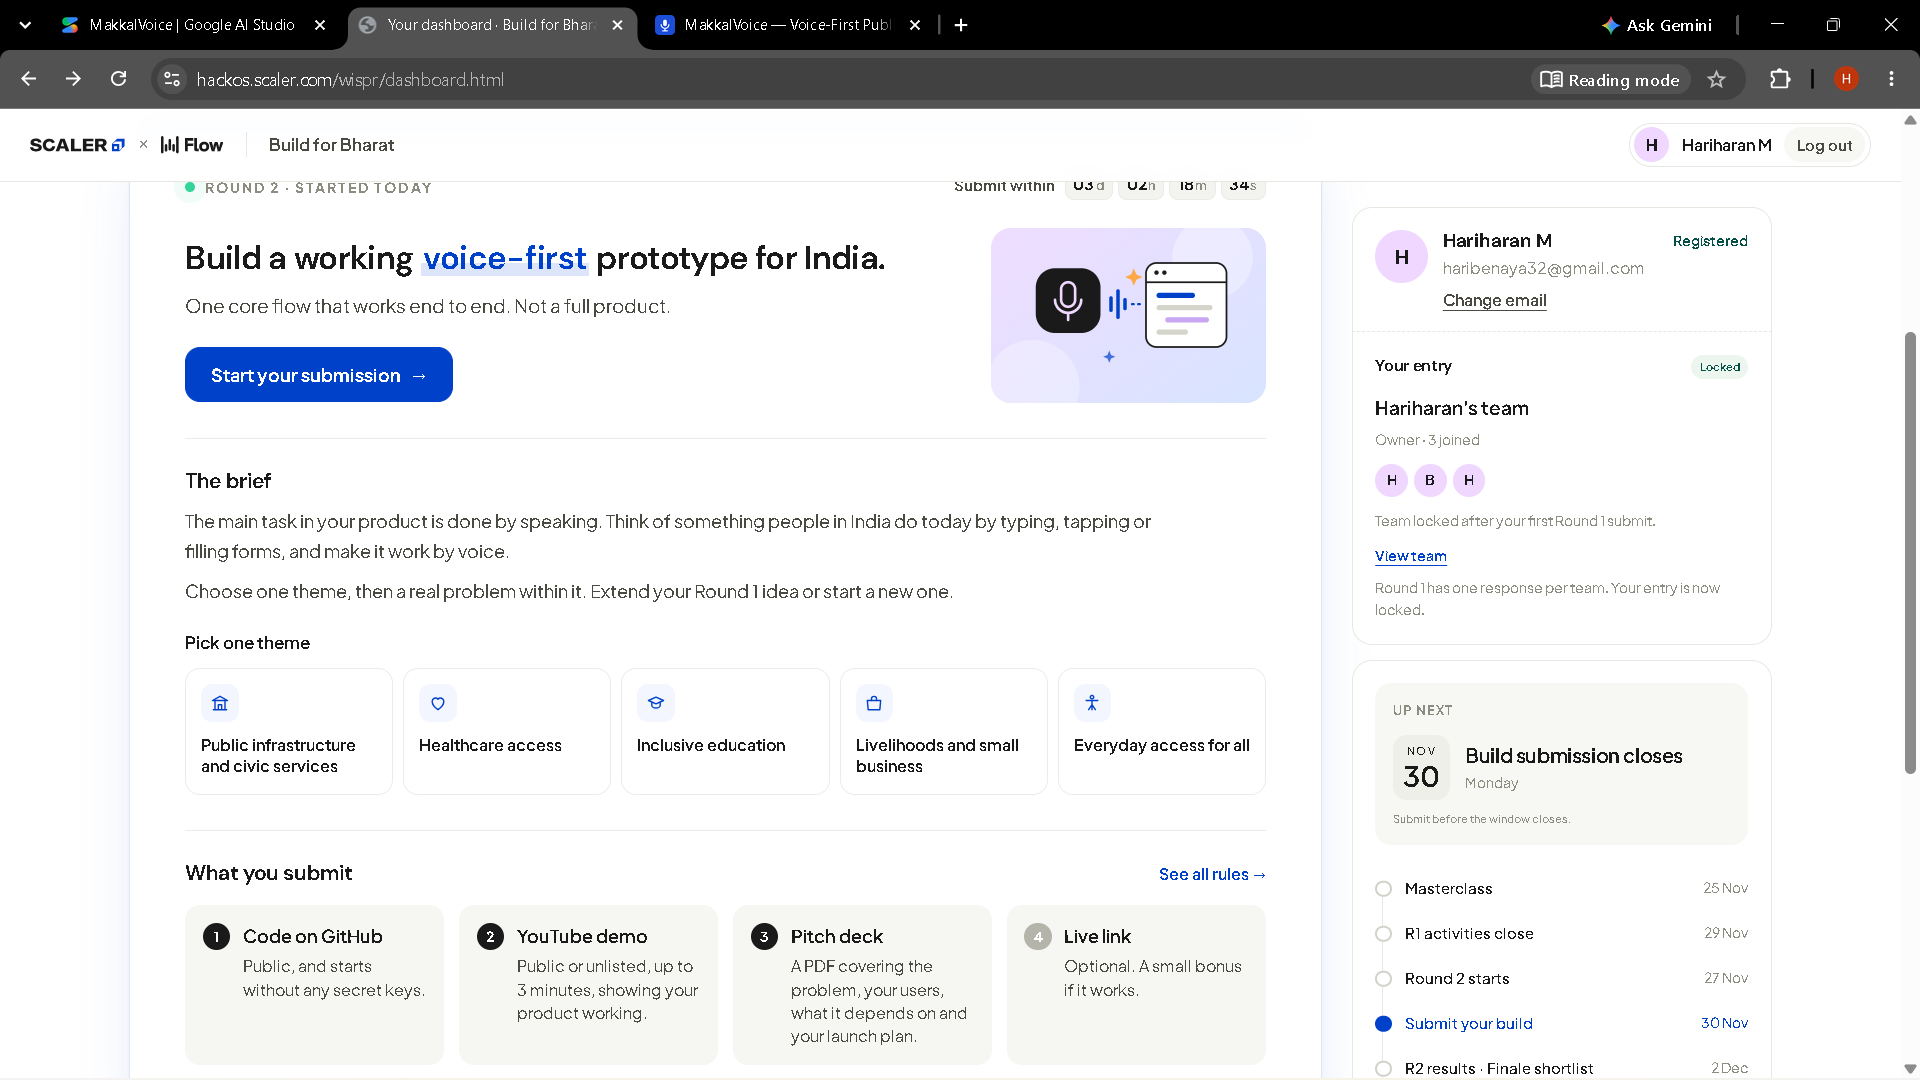 MakkalVoice | Google AI Studio
Your dashboard · Build for Bhar
MakkalVoice — Voice-First Publ
Ask Gemini
hackos.scaler.com/wispr/dashboard.html
Reading mode
H
SCALER × Flow
Build for Bharat
H Hariharan M Log out
ROUND 2 · STARTED TODAY
Submit within 03d 02h 18m 34s
Build a working voice-first prototype for India.
One core flow that works end to end. Not a full product.
Start your submission →
The brief
The main task in your product is done by speaking. Think of something people in India do today by typing, tapping or
filling forms, and make it work by voice.
Choose one theme, then a real problem within it. Extend your Round 1 idea or start a new one.
Pick one theme
Public infrastructure
and civic services
Healthcare access
Inclusive education
Livelihoods and small
business
Everyday access for all
What you submit
See all rules →
1 Code on GitHub
Public, and starts
without any secret keys.
2 YouTube demo
Public or unlisted, up to
3 minutes, showing your
product working.
3 Pitch deck
A PDF covering the
problem, your users,
what it depends on and
your launch plan.
4 Live link
Optional. A small bonus
if it works.
H
Hariharan M
Registered
haribenaya32@gmail.com
Change email
Your entry
Locked
Hariharan's team
Owner · 3 joined
H B H
Team locked after your first Round 1 submit.
View team
Round 1 has one response per team. Your entry is now
locked.
UP NEXT
NOV
30
Build submission closes
Monday
Submit before the window closes.
Masterclass 25 Nov
R1 activities close 29 Nov
Round 2 starts 27 Nov
Submit your build 30 Nov
R2 results · Finale shortlist 2 Dec